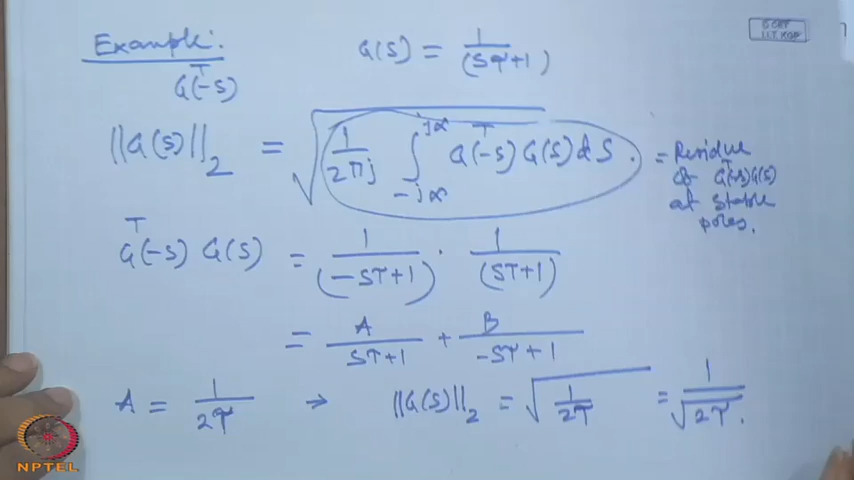 Example:
G(s) = 1/(sτ+1)
G^T(-s)
||G(s)||_2 = √( 1/(2πj) ∫_{-j∝}^{j∝} G^T(-s) G(s) ds . = Residue
of G^T(-s)G(s)
at stable
poles.
G^T(-s) G(s) = 1/(-sτ+1) · 1/(sτ+1)
= A/(sτ+1) + B/(-sτ+1)
A = 1/(2τ) → ||G(s)||_2 = √(1/(2τ)) = 1/√(2τ).
NPTEL